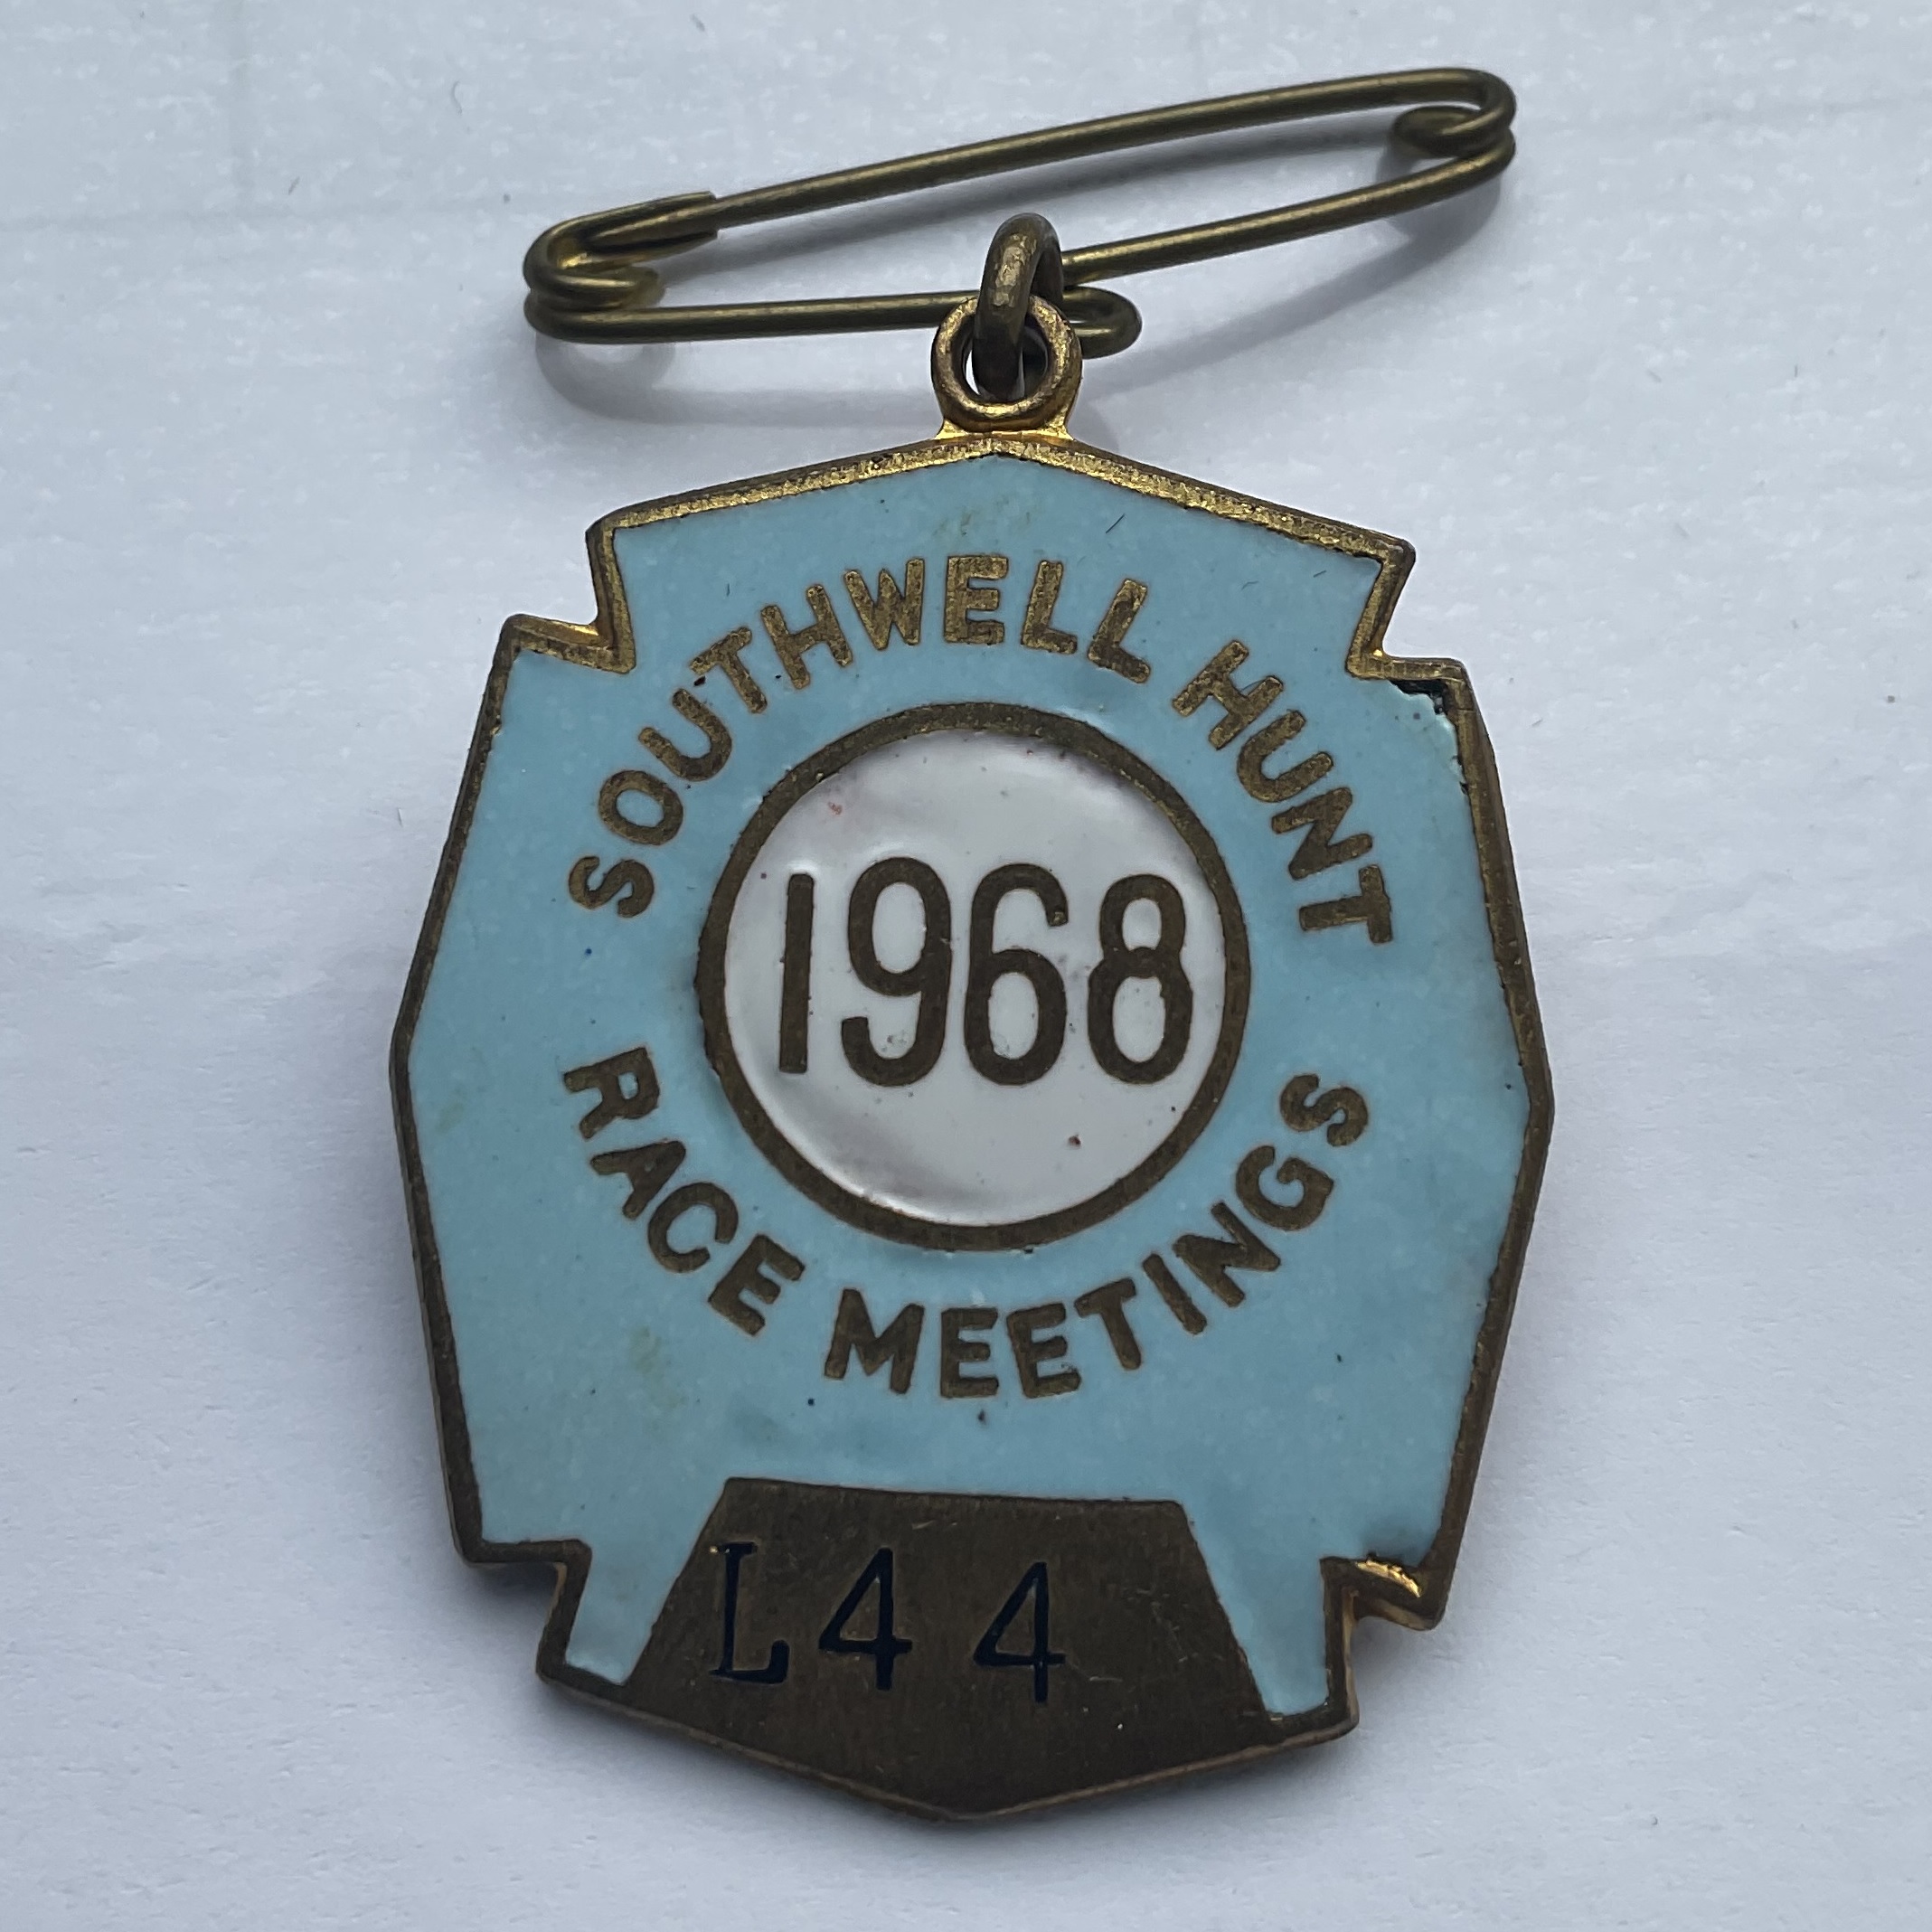 SOUTHWELL HUNT
1968
RACE MEETINGS
L44